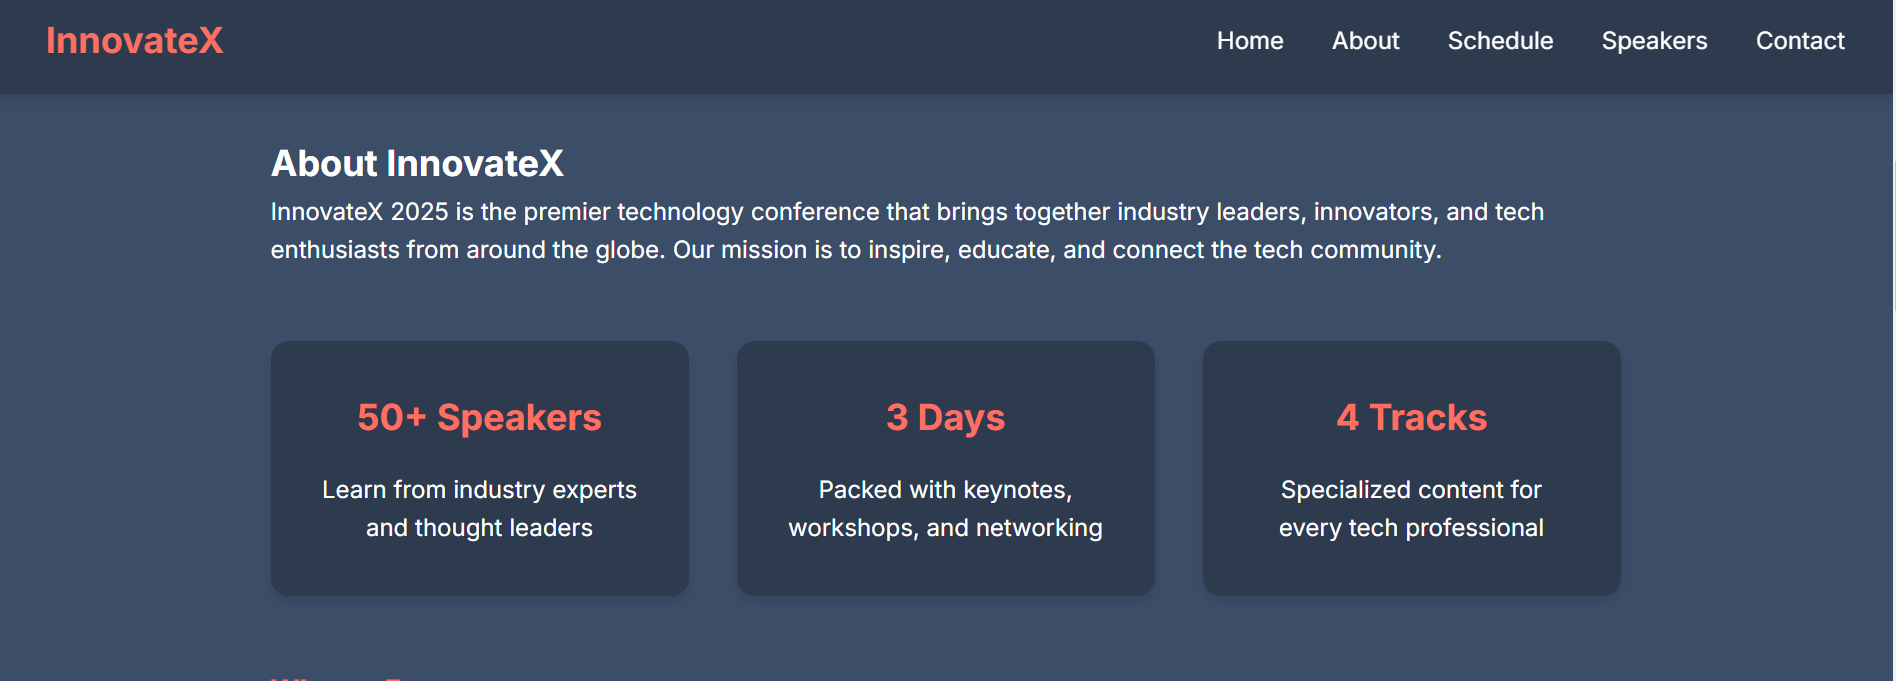 InnovateX
Home
About
Schedule
Speakers
Contact
About InnovateX
InnovateX 2025 is the premier technology conference that brings together industry leaders, innovators, and tech
enthusiasts from around the globe. Our mission is to inspire, educate, and connect the tech community.
50+ Speakers
Learn from industry experts
and thought leaders
3 Days
Packed with keynotes,
workshops, and networking
4 Tracks
Specialized content for
every tech professional